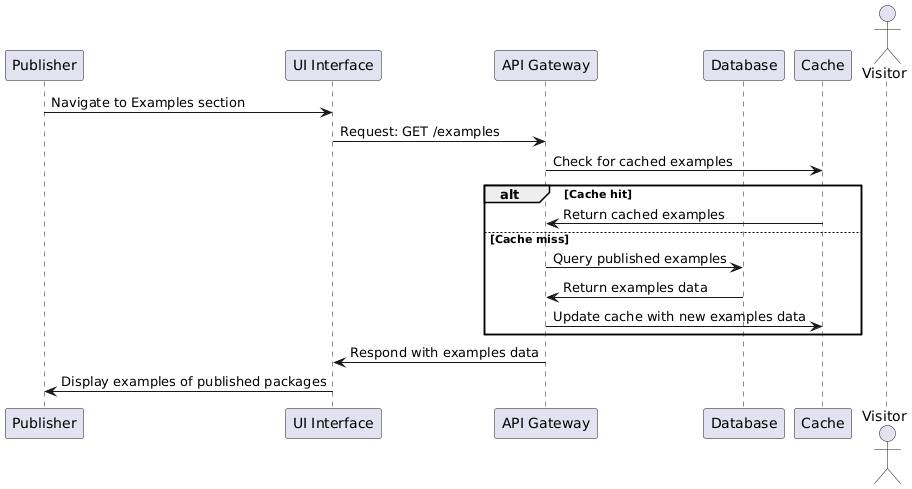 Publisher
UI Interface
API Gateway
Database
Cache
Visitor
Navigate to Examples section
Request: GET /examples
Check for cached examples
alt
[Cache hit]
Return cached examples
[Cache miss]
Query published examples
Return examples data
Update cache with new examples data
Respond with examples data
Display examples of published packages
Publisher
UI Interface
API Gateway
Database
Cache
Visitor